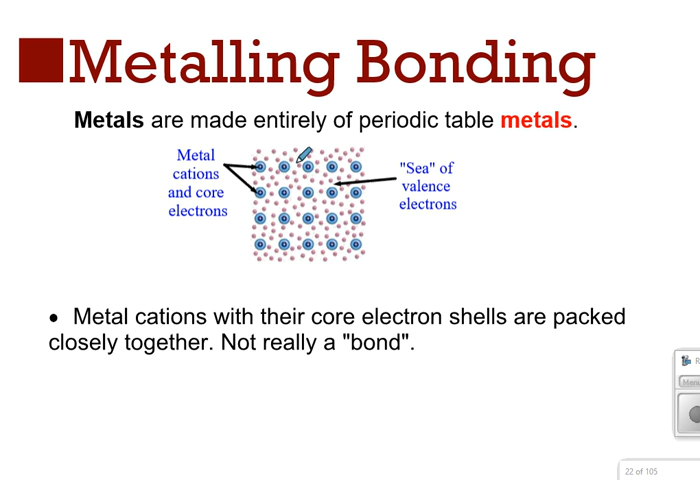 Metalling Bonding
Metals are made entirely of periodic table metals.
Metal
cations
and core
electrons
"Sea" of
valence
electrons
• Metal cations with their core electron shells are packed
closely together. Not really a "bond".
R
Menu
22 of 105